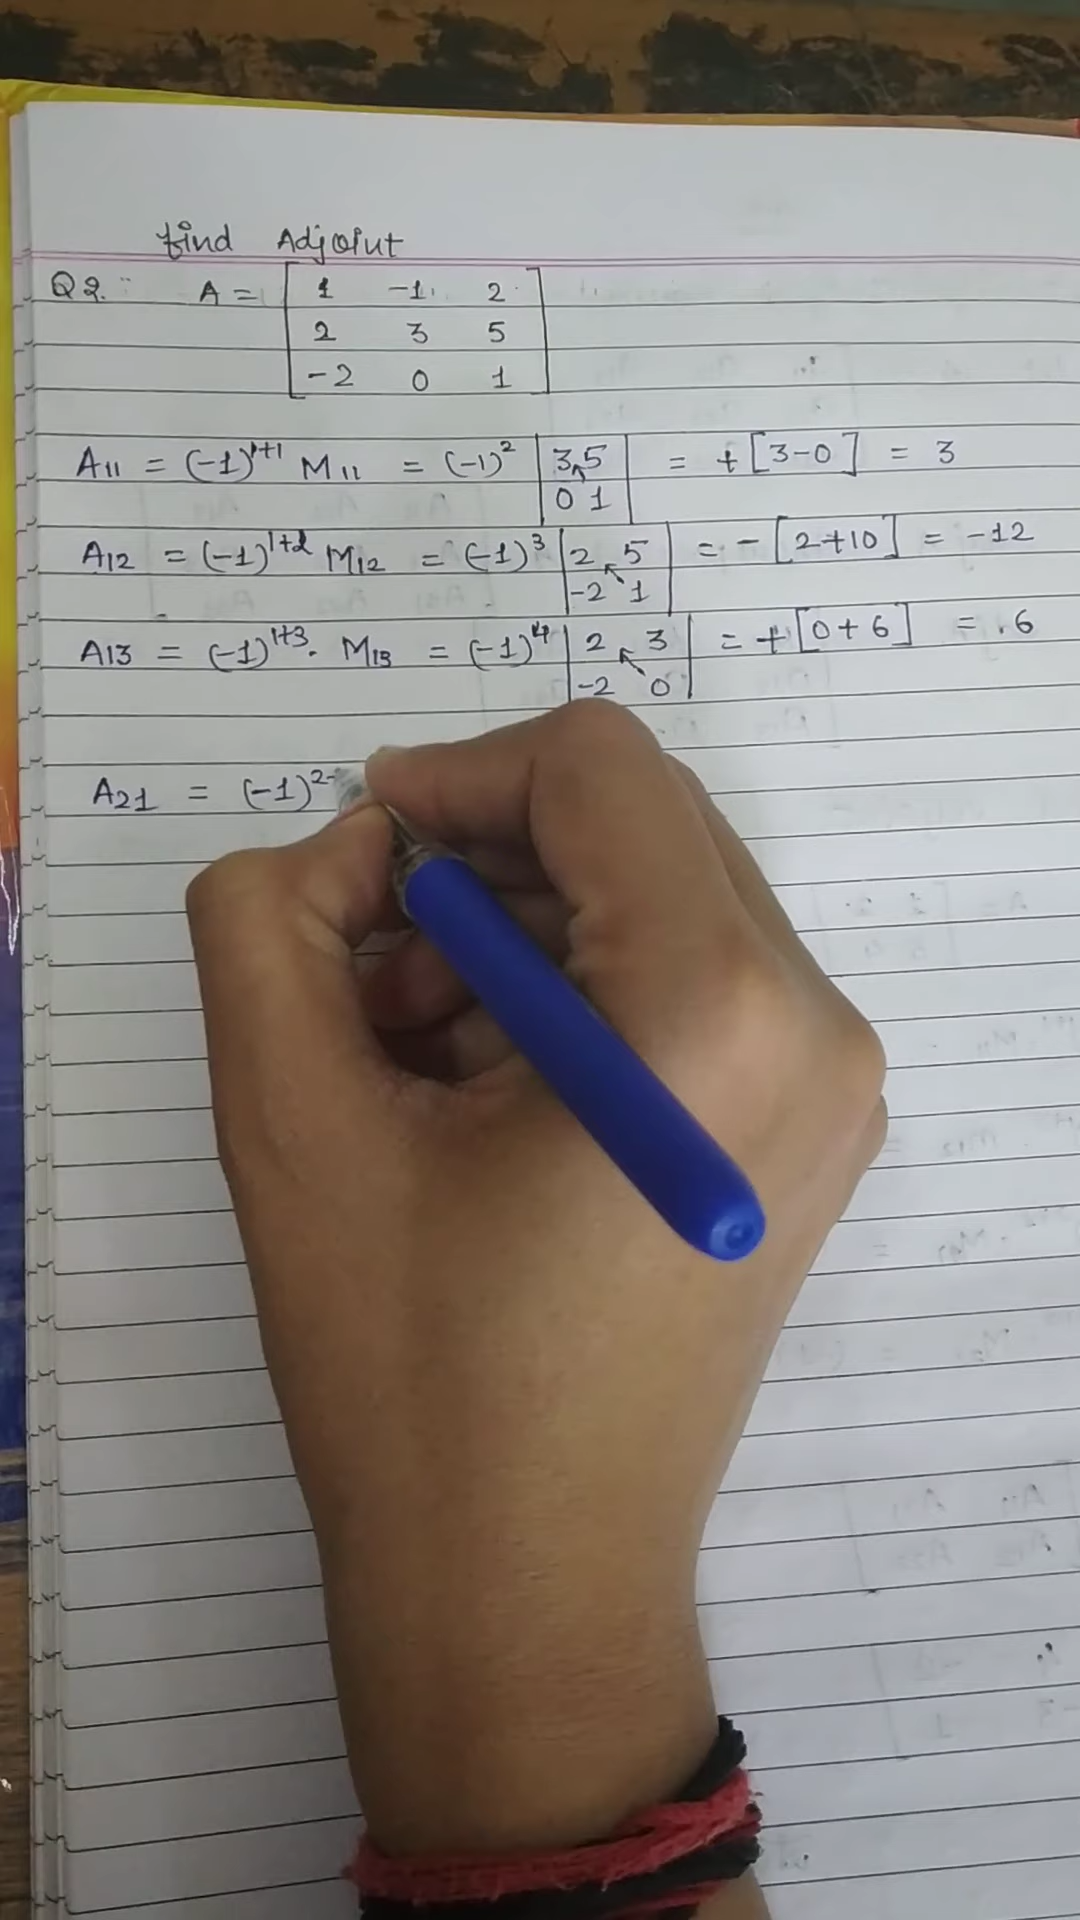 find Adjoint
Q2. A = [ 1 -1 2
2 3 5
-2 0 1 ]
A11 = (-1)^1+1 M11 = (-1)^2 | 3 5 | = + [3-0] = 3
| 0 1 |
A12 = (-1)^1+2 M12 = (-1)^3 | 2 5 | = - [2+10] = -12
| -2 1 |
A13 = (-1)^1+3 . M13 = (-1)^4 | 2 3 | = + [0+6] = .6
| -2 0 |
A21 = (-1)^2-